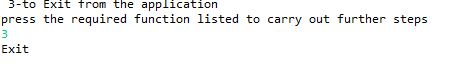 3-to Exit from the application
press the required function listed to carry out further steps
3
Exit